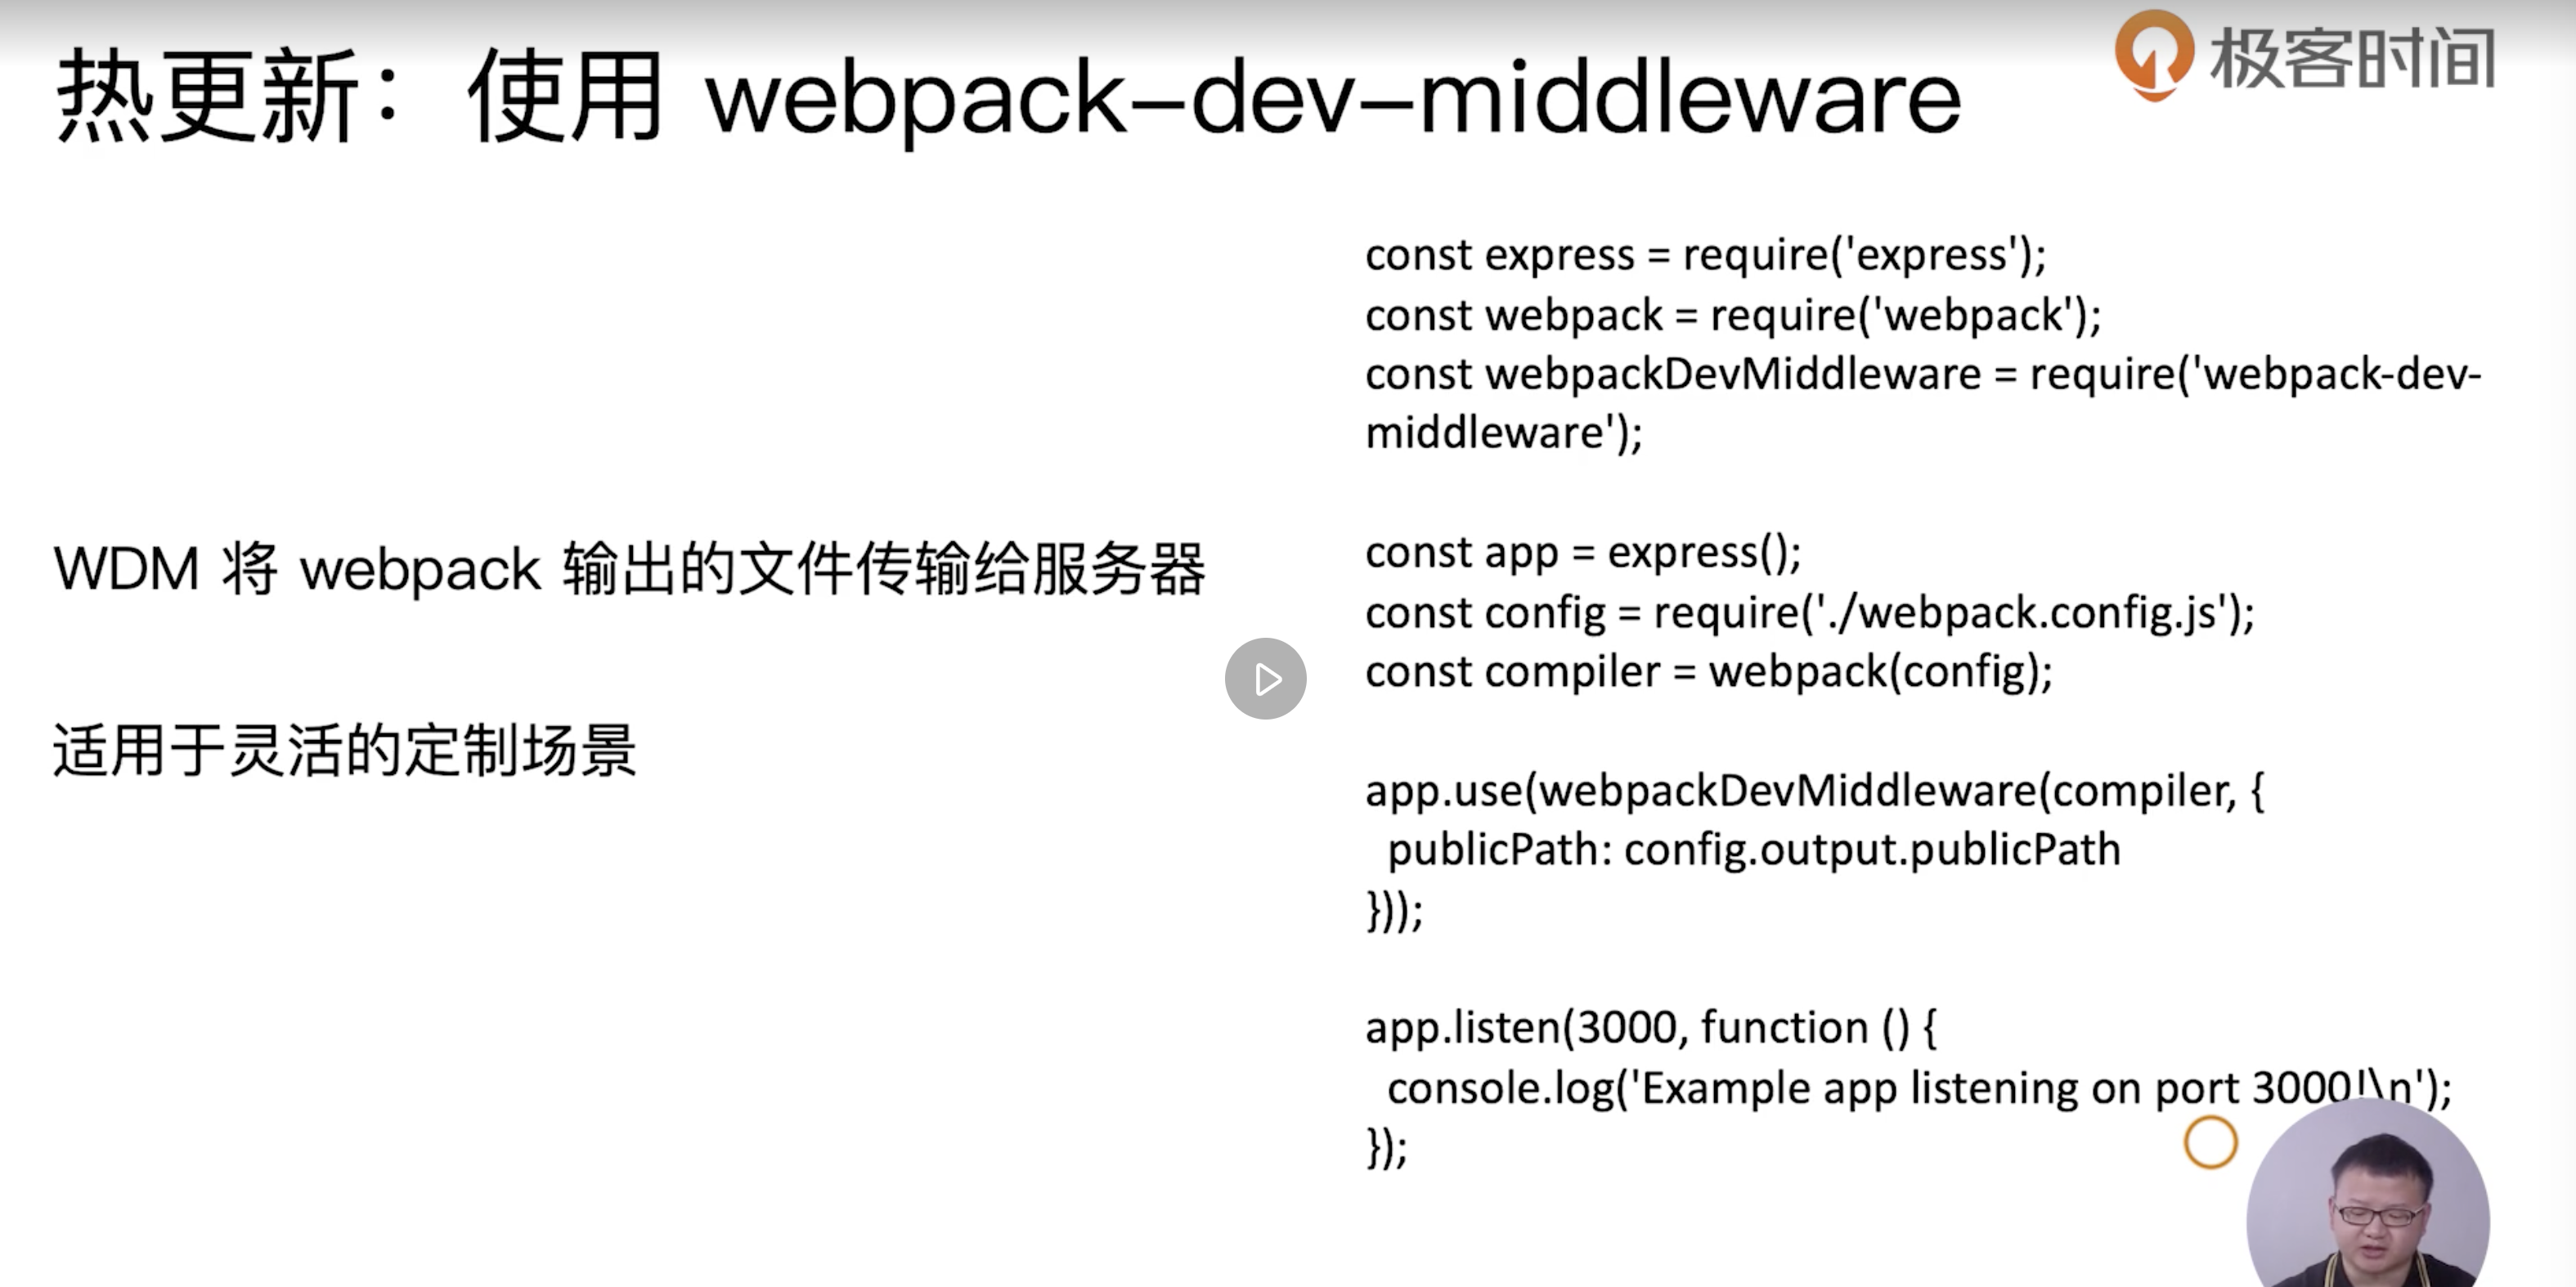 极客时间
热更新：使用 webpack-dev-middleware
WDM 将 webpack 输出的文件传输给服务器
适用于灵活的定制场景
const express = require('express');
const webpack = require('webpack');
const webpackDevMiddleware = require('webpack-dev-
middleware');
const app = express();
const config = require('./webpack.config.js');
const compiler = webpack(config);
app.use(webpackDevMiddleware(compiler, {
publicPath: config.output.publicPath
}));
app.listen(3000, function () {
console.log('Example app listening on port 3000!\n');
});